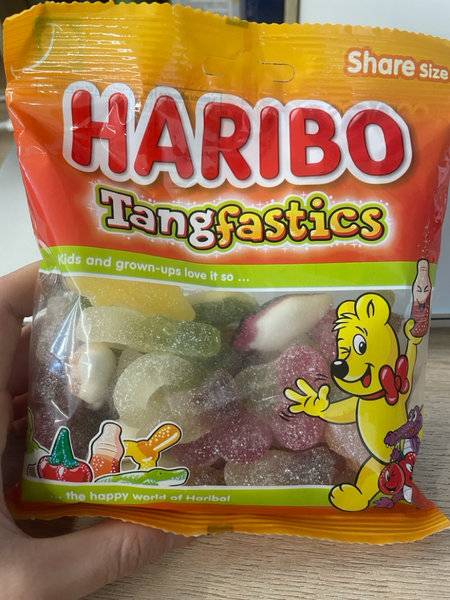 Share Size
HARIBO
Tangfastics
Kids and grown-ups love it so ...
... the happy world of Haribo!